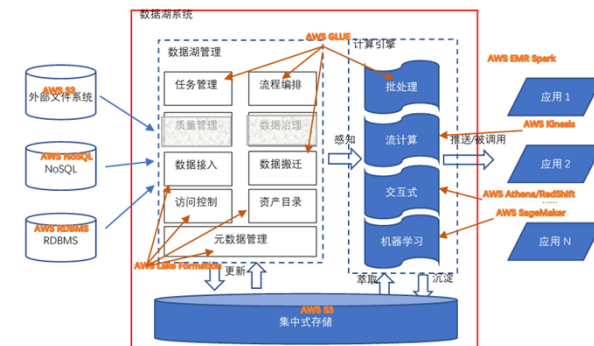 数据湖系统
数据湖管理
AWS GLUE
计算引擎
AWS EMR Spark
AWS S3
外部文件系统
任务管理
流程编排
批处理
应用 1
质量管理
数据治理
AWS Kinesis
AWS NoSQL
NoSQL
数据接入
数据搬迁
感知
流计算
推送/被调用
应用 2
访问控制
资产目录
交互式
AWS Athena/RedShift
......
AWS RDBMS
RDBMS
AWS SageMaker
元数据管理
机器学习
应用 N
AWS Lake Formation
更新
萃取
沉淀
AWS S3
集中式存储